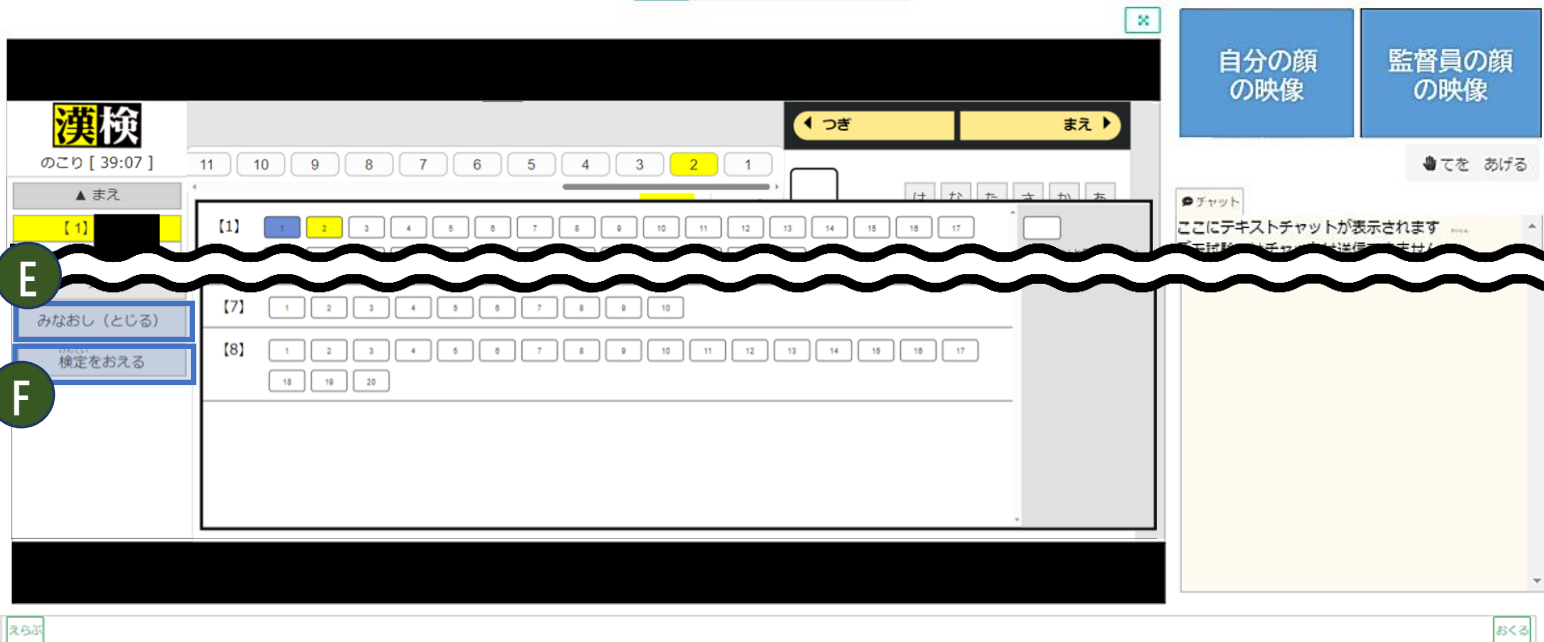 漢検
のこり [ 39:07 ]
▲ まえ
【 1】
E
みなおし（とじる）
けんてい
検定をおえる
F
11 10 9 8 7 6 5 4 3 2 1
つぎ
まえ
は な た さ か あ
【1】 1 2 3 4 5 6 7 8 9 10 11 12 13 14 15 16 17
【7】 1 2 3 4 5 6 7 8 9 10
【8】 1 2 3 4 5 6 7 8 9 10 11 12 13 14 15 16 17
18 19 20
自分の顔
の映像
監督員の顔
の映像
てを あげる
チャット
ここにテキストチャットが表示されます
えらぶ
おくる